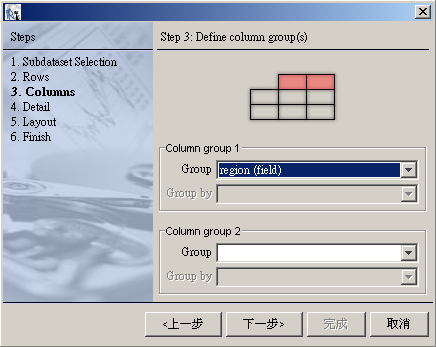 Steps
1. Subdataset Selection
2. Rows
3. Columns
4. Detail
5. Layout
6. Finish
Step 3: Define column group(s)
Column group 1
Group region (field)
Group by
Column group 2
Group
Group by
<上一步 下一步> 完成 取消